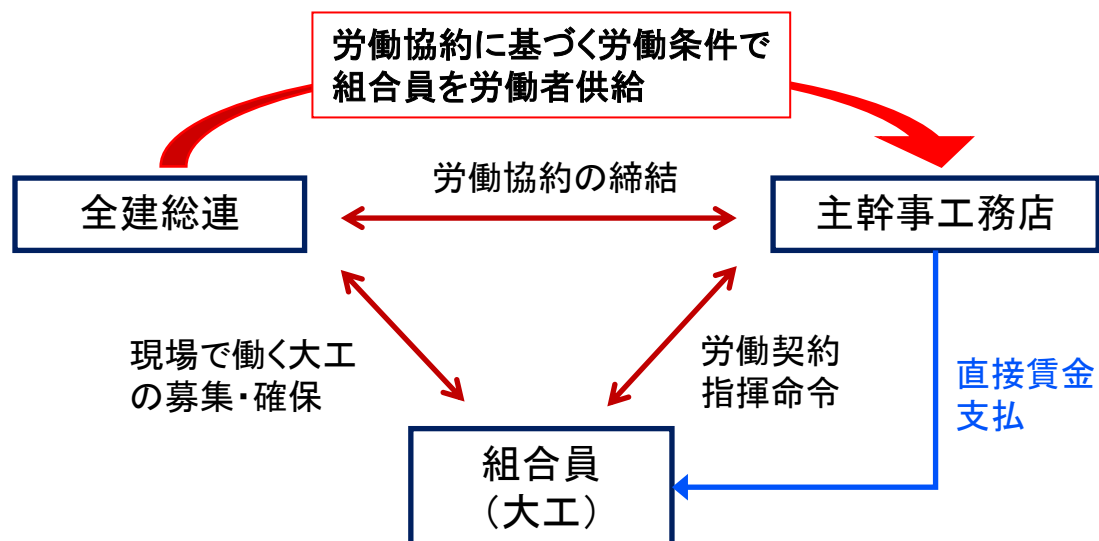 労働協約に基づく労働条件で
組合員を労働者供給
労働協約の締結
全建総連
主幹事工務店
現場で働く大工
の募集・確保
労働契約
指揮命令
直接賃金
支払
組合員
（大工）